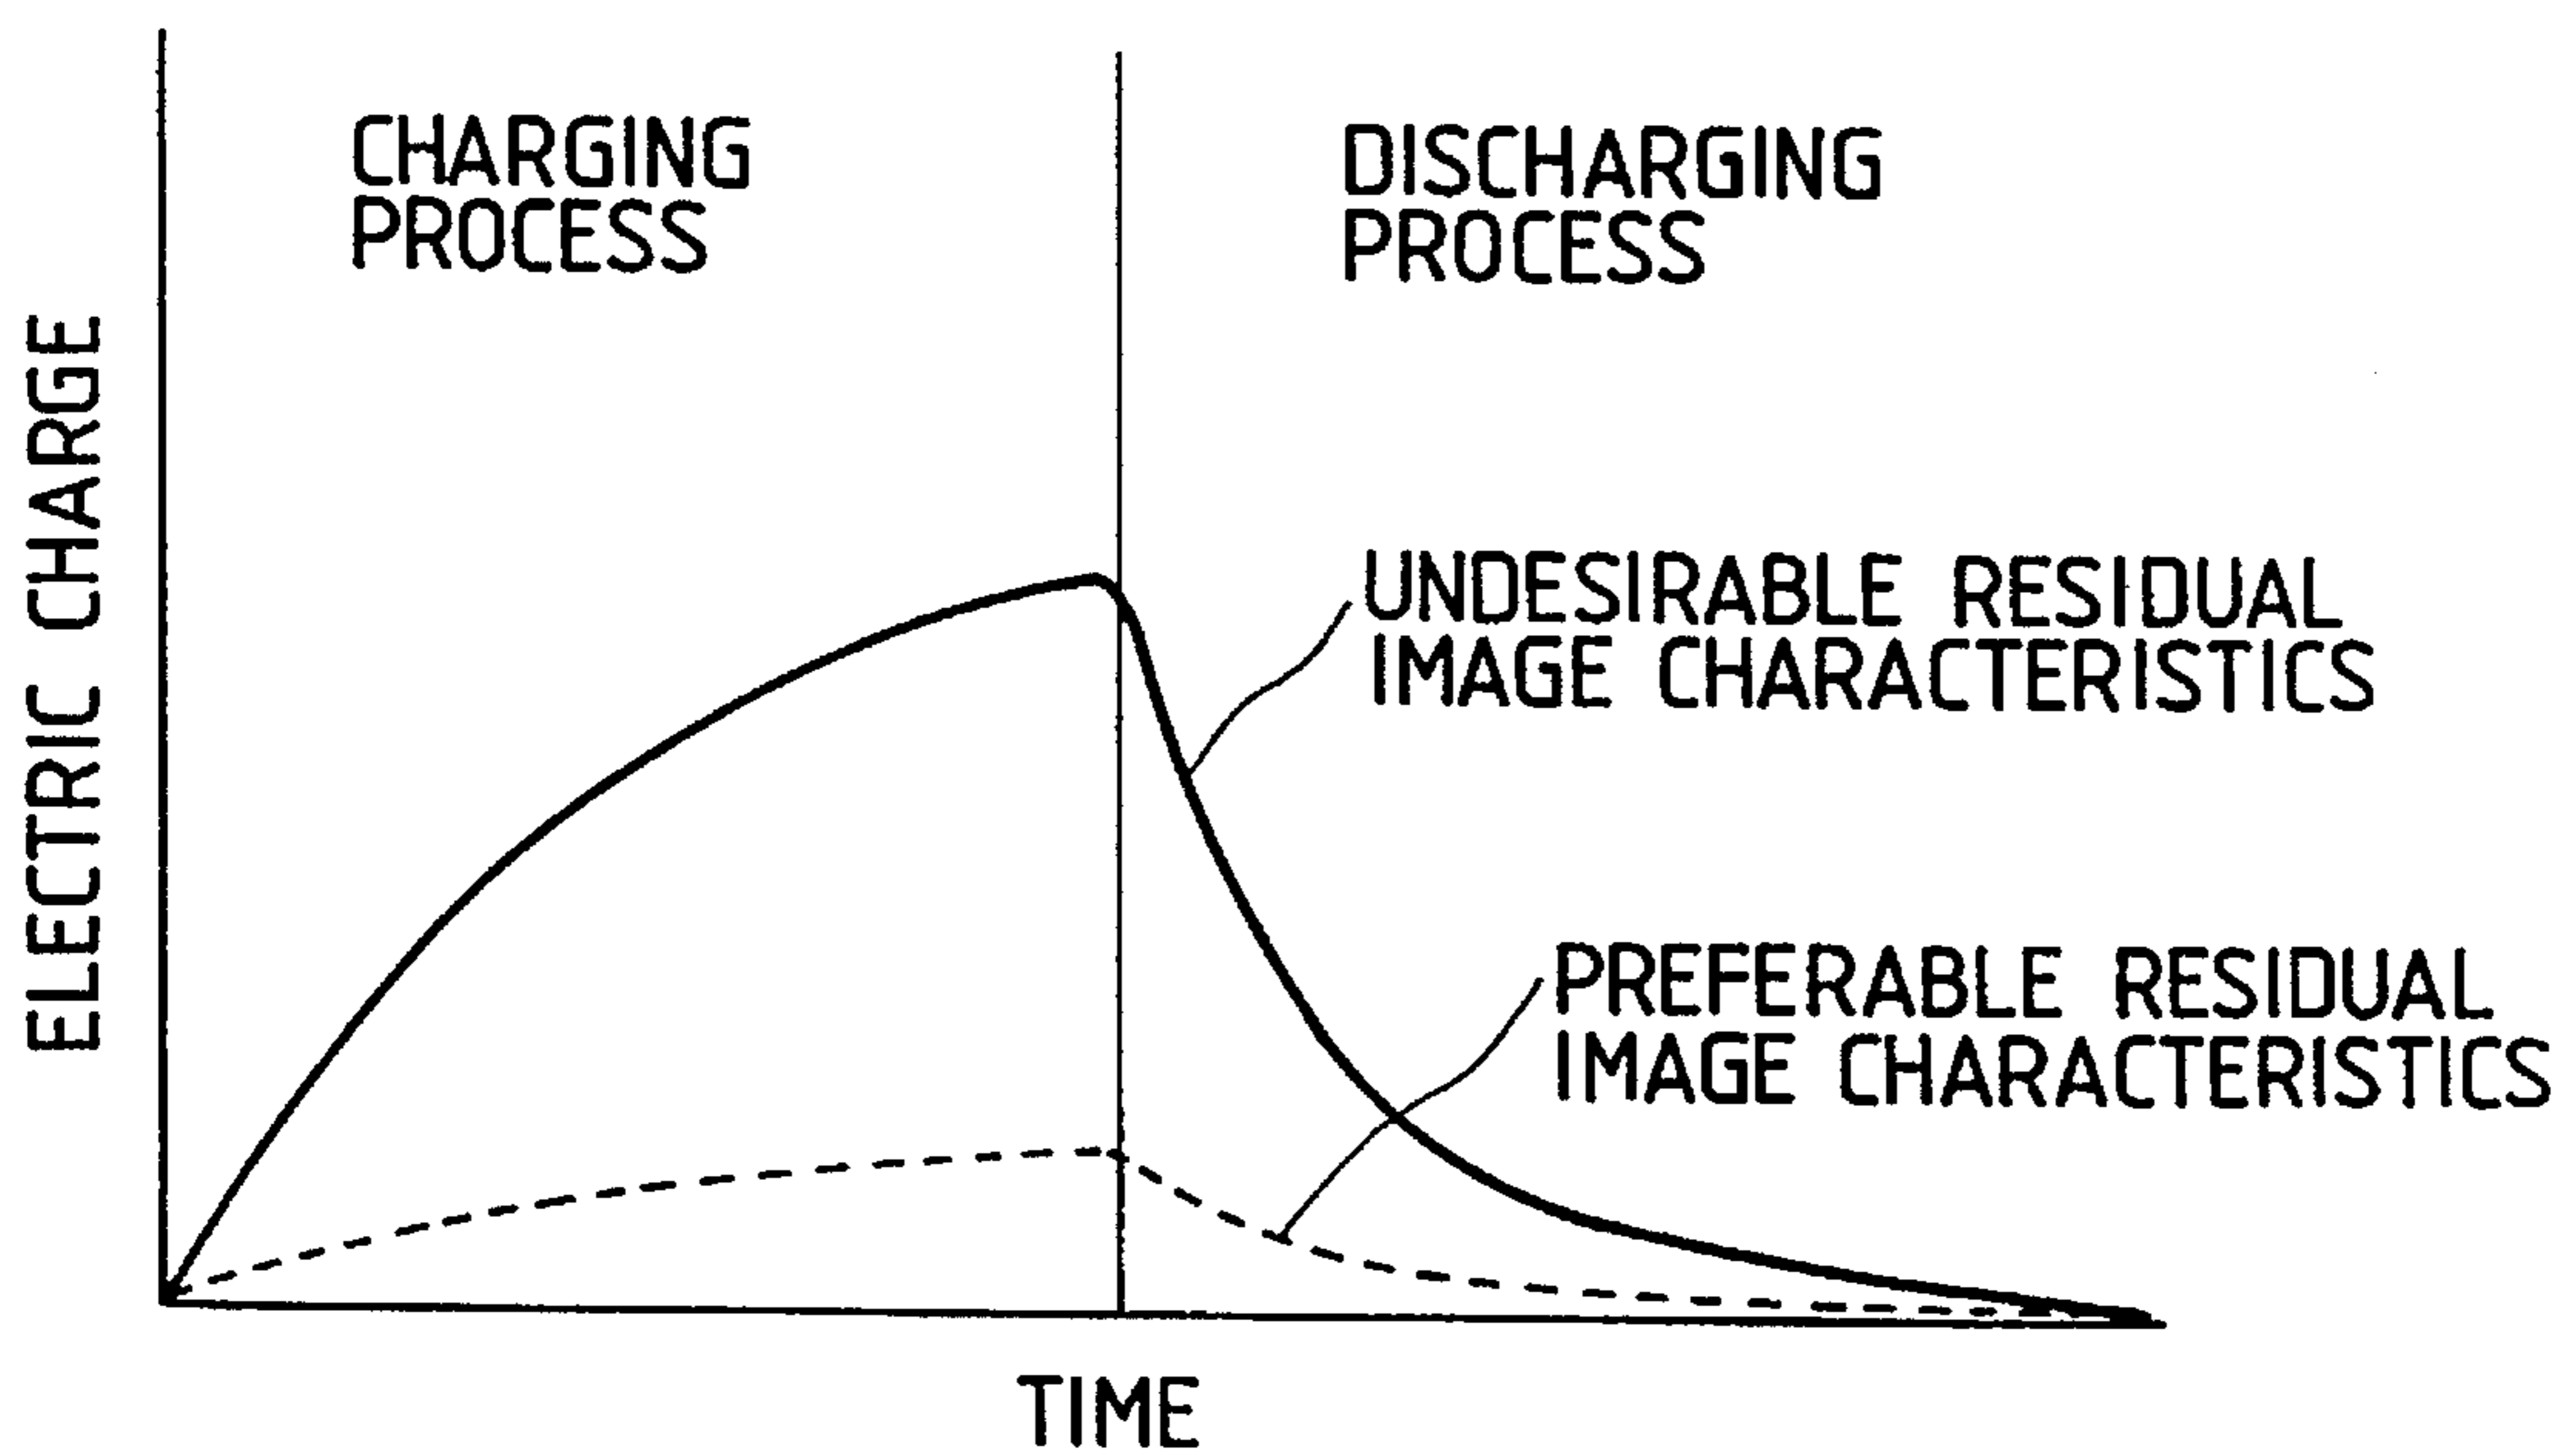 CHARGING
PROCESS
DISCHARGING
PROCESS
ELECTRIC CHARGE
UNDESIRABLE RESIDUAL
IMAGE CHARACTERISTICS
PREFERABLE RESIDUAL
IMAGE CHARACTERISTICS
TIME